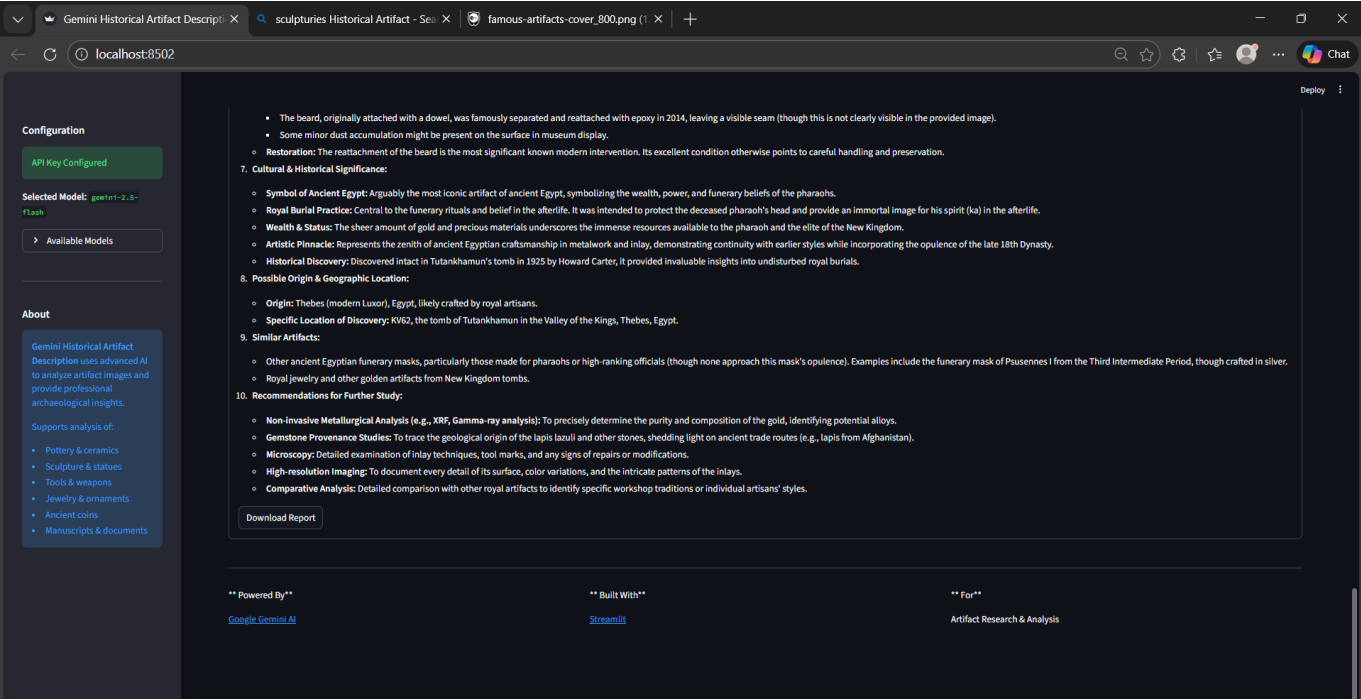 Gemini Historical Artifact Descripti
sculpturies Historical Artifact - Sea
famous-artifacts-cover_800.png (1
localhost:8502
Chat
Deploy
Configuration
API Key Configured
Selected Model: gemini-2.5-
flash
Available Models
About
Gemini Historical Artifact
Description uses advanced AI
to analyze artifact images and
provide professional
archaeological insights.
Supports analysis of:
• Pottery & ceramics
• Sculpture & statues
• Tools & weapons
• Jewelry & ornaments
• Ancient coins
• Manuscripts & documents
▪ The beard, originally attached with a dowel, was famously separated and reattached with epoxy in 2014, leaving a visible seam (though this is not clearly visible in the provided image).
▪ Some minor dust accumulation might be present on the surface in museum display.
◦ Restoration: The reattachment of the beard is the most significant known modern intervention. Its excellent condition otherwise points to careful handling and preservation.
7. Cultural & Historical Significance:
◦ Symbol of Ancient Egypt: Arguably the most iconic artifact of ancient Egypt, symbolizing the wealth, power, and funerary beliefs of the pharaohs.
◦ Royal Burial Practice: Central to the funerary rituals and belief in the afterlife. It was intended to protect the deceased pharaoh's head and provide an immortal image for his spirit (ka) in the afterlife.
◦ Wealth & Status: The sheer amount of gold and precious materials underscores the immense resources available to the pharaoh and the elite of the New Kingdom.
◦ Artistic Pinnacle: Represents the zenith of ancient Egyptian craftsmanship in metalwork and inlay, demonstrating continuity with earlier styles while incorporating the opulence of the late 18th Dynasty.
◦ Historical Discovery: Discovered intact in Tutankhamun's tomb in 1925 by Howard Carter, it provided invaluable insights into undisturbed royal burials.
8. Possible Origin & Geographic Location:
◦ Origin: Thebes (modern Luxor), Egypt, likely crafted by royal artisans.
◦ Specific Location of Discovery: KV62, the tomb of Tutankhamun in the Valley of the Kings, Thebes, Egypt.
9. Similar Artifacts:
◦ Other ancient Egyptian funerary masks, particularly those made for pharaohs or high-ranking officials (though none approach this mask's opulence). Examples include the funerary mask of Psusennes I from the Third Intermediate Period, though crafted in silver.
◦ Royal jewelry and other golden artifacts from New Kingdom tombs.
10. Recommendations for Further Study:
◦ Non-invasive Metallurgical Analysis (e.g., XRF, Gamma-ray analysis): To precisely determine the purity and composition of the gold, identifying potential alloys.
◦ Gemstone Provenance Studies: To trace the geological origin of the lapis lazuli and other stones, shedding light on ancient trade routes (e.g., lapis from Afghanistan).
◦ Microscopy: Detailed examination of inlay techniques, tool marks, and any signs of repairs or modifications.
◦ High-resolution Imaging: To document every detail of its surface, color variations, and the intricate patterns of the inlays.
◦ Comparative Analysis: Detailed comparison with other royal artifacts to identify specific workshop traditions or individual artisans' styles.
Download Report
** Powered By**
Google Gemini AI
** Built With**
Streamlit
** For**
Artifact Research & Analysis